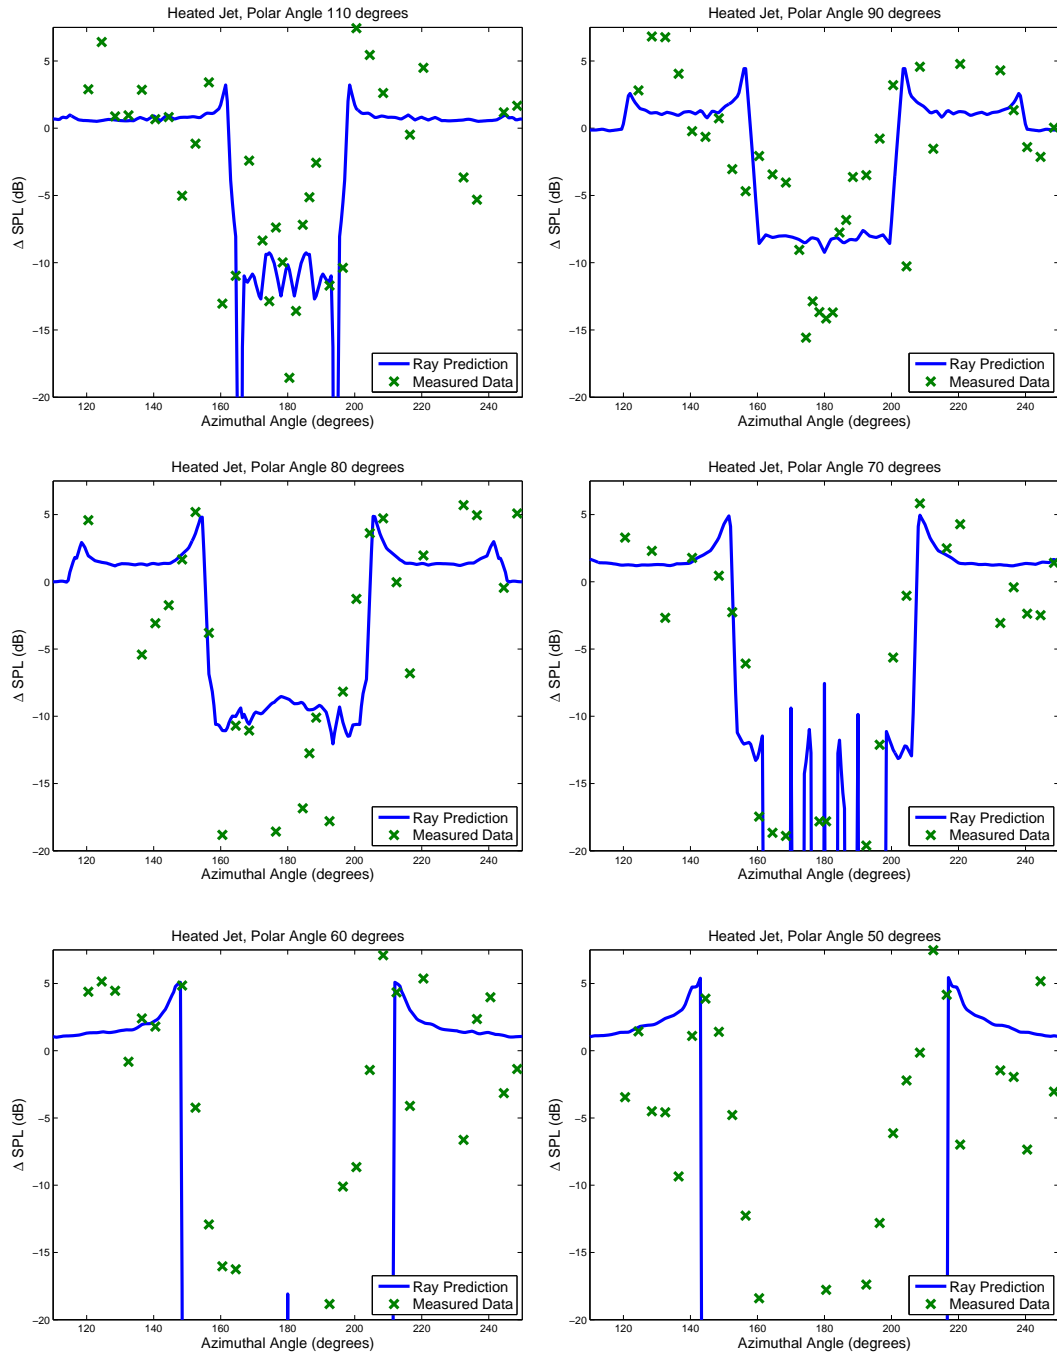 Heated Jet, Polar Angle 110 degrees
5
0
−5
−10
−15
−20
Δ SPL (dB)
Ray Prediction
Measured Data
120 140 160 180 200 220 240
Azimuthal Angle (degrees)
Heated Jet, Polar Angle 90 degrees
5
0
−5
−10
−15
−20
Δ SPL (dB)
Ray Prediction
Measured Data
120 140 160 180 200 220 240
Azimuthal Angle (degrees)
Heated Jet, Polar Angle 80 degrees
5
0
−5
−10
−15
−20
Δ SPL (dB)
Ray Prediction
Measured Data
120 140 160 180 200 220 240
Azimuthal Angle (degrees)
Heated Jet, Polar Angle 70 degrees
5
0
−5
−10
−15
−20
Δ SPL (dB)
Ray Prediction
Measured Data
120 140 160 180 200 220 240
Azimuthal Angle (degrees)
Heated Jet, Polar Angle 60 degrees
5
0
−5
−10
−15
−20
Δ SPL (dB)
Ray Prediction
Measured Data
120 140 160 180 200 220 240
Azimuthal Angle (degrees)
Heated Jet, Polar Angle 50 degrees
5
0
−5
−10
−15
−20
Δ SPL (dB)
Ray Prediction
Measured Data
120 140 160 180 200 220 240
Azimuthal Angle (degrees)